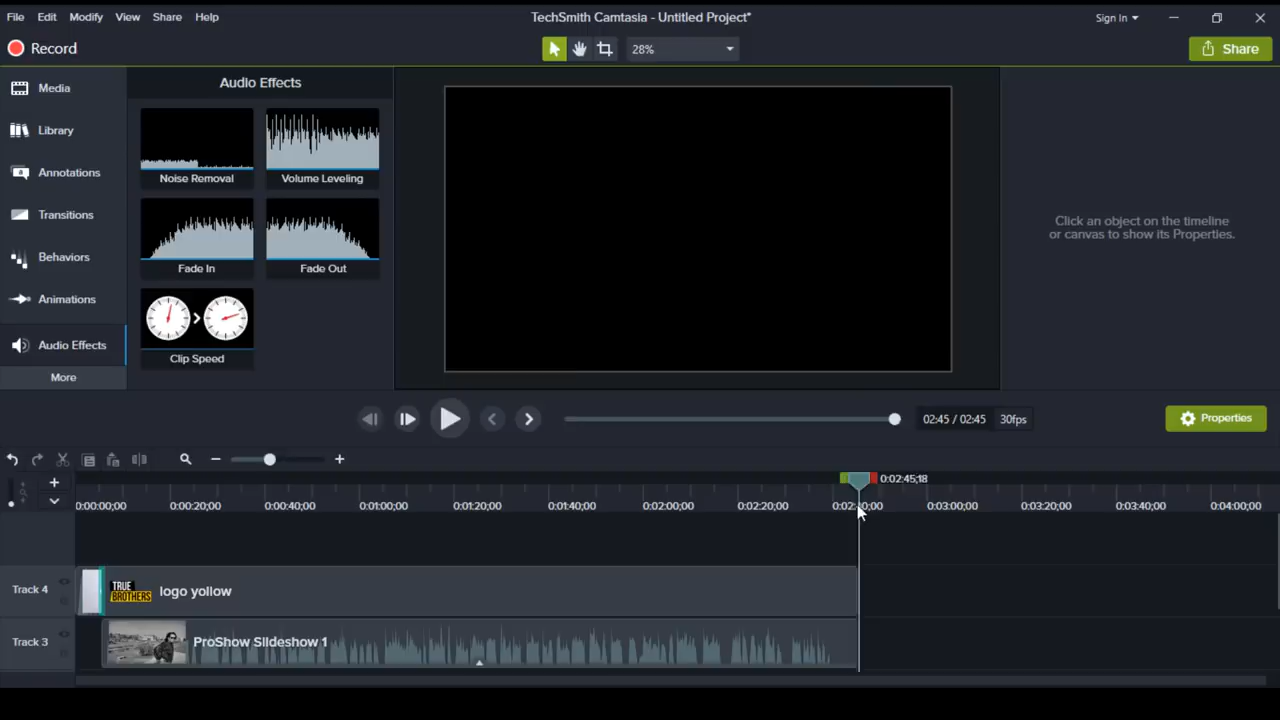 File Edit Modify View Share Help
TechSmith Camtasia - Untitled Project*
Sign In
Record
28%
Share
Media
Library
Annotations
Transitions
Behaviors
Animations
Audio Effects
More
Audio Effects
Noise Removal
Volume Leveling
Fade In
Fade Out
Clip Speed
Click an object on the timeline
or canvas to show its Properties.
02:45 / 02:45 30fps
Properties
0:02:45;18
0:00:00;00 0:00:20;00 0:00:40;00 0:01:00;00 0:01:20;00 0:01:40;00 0:02:00;00 0:02:20;00 0:02:40;00 0:03:00;00 0:03:20;00 0:03:40;00 0:04:00;00
Track 4
TRUE
BROTHERS
logo yollow
Track 3
ProShow Slideshow 1